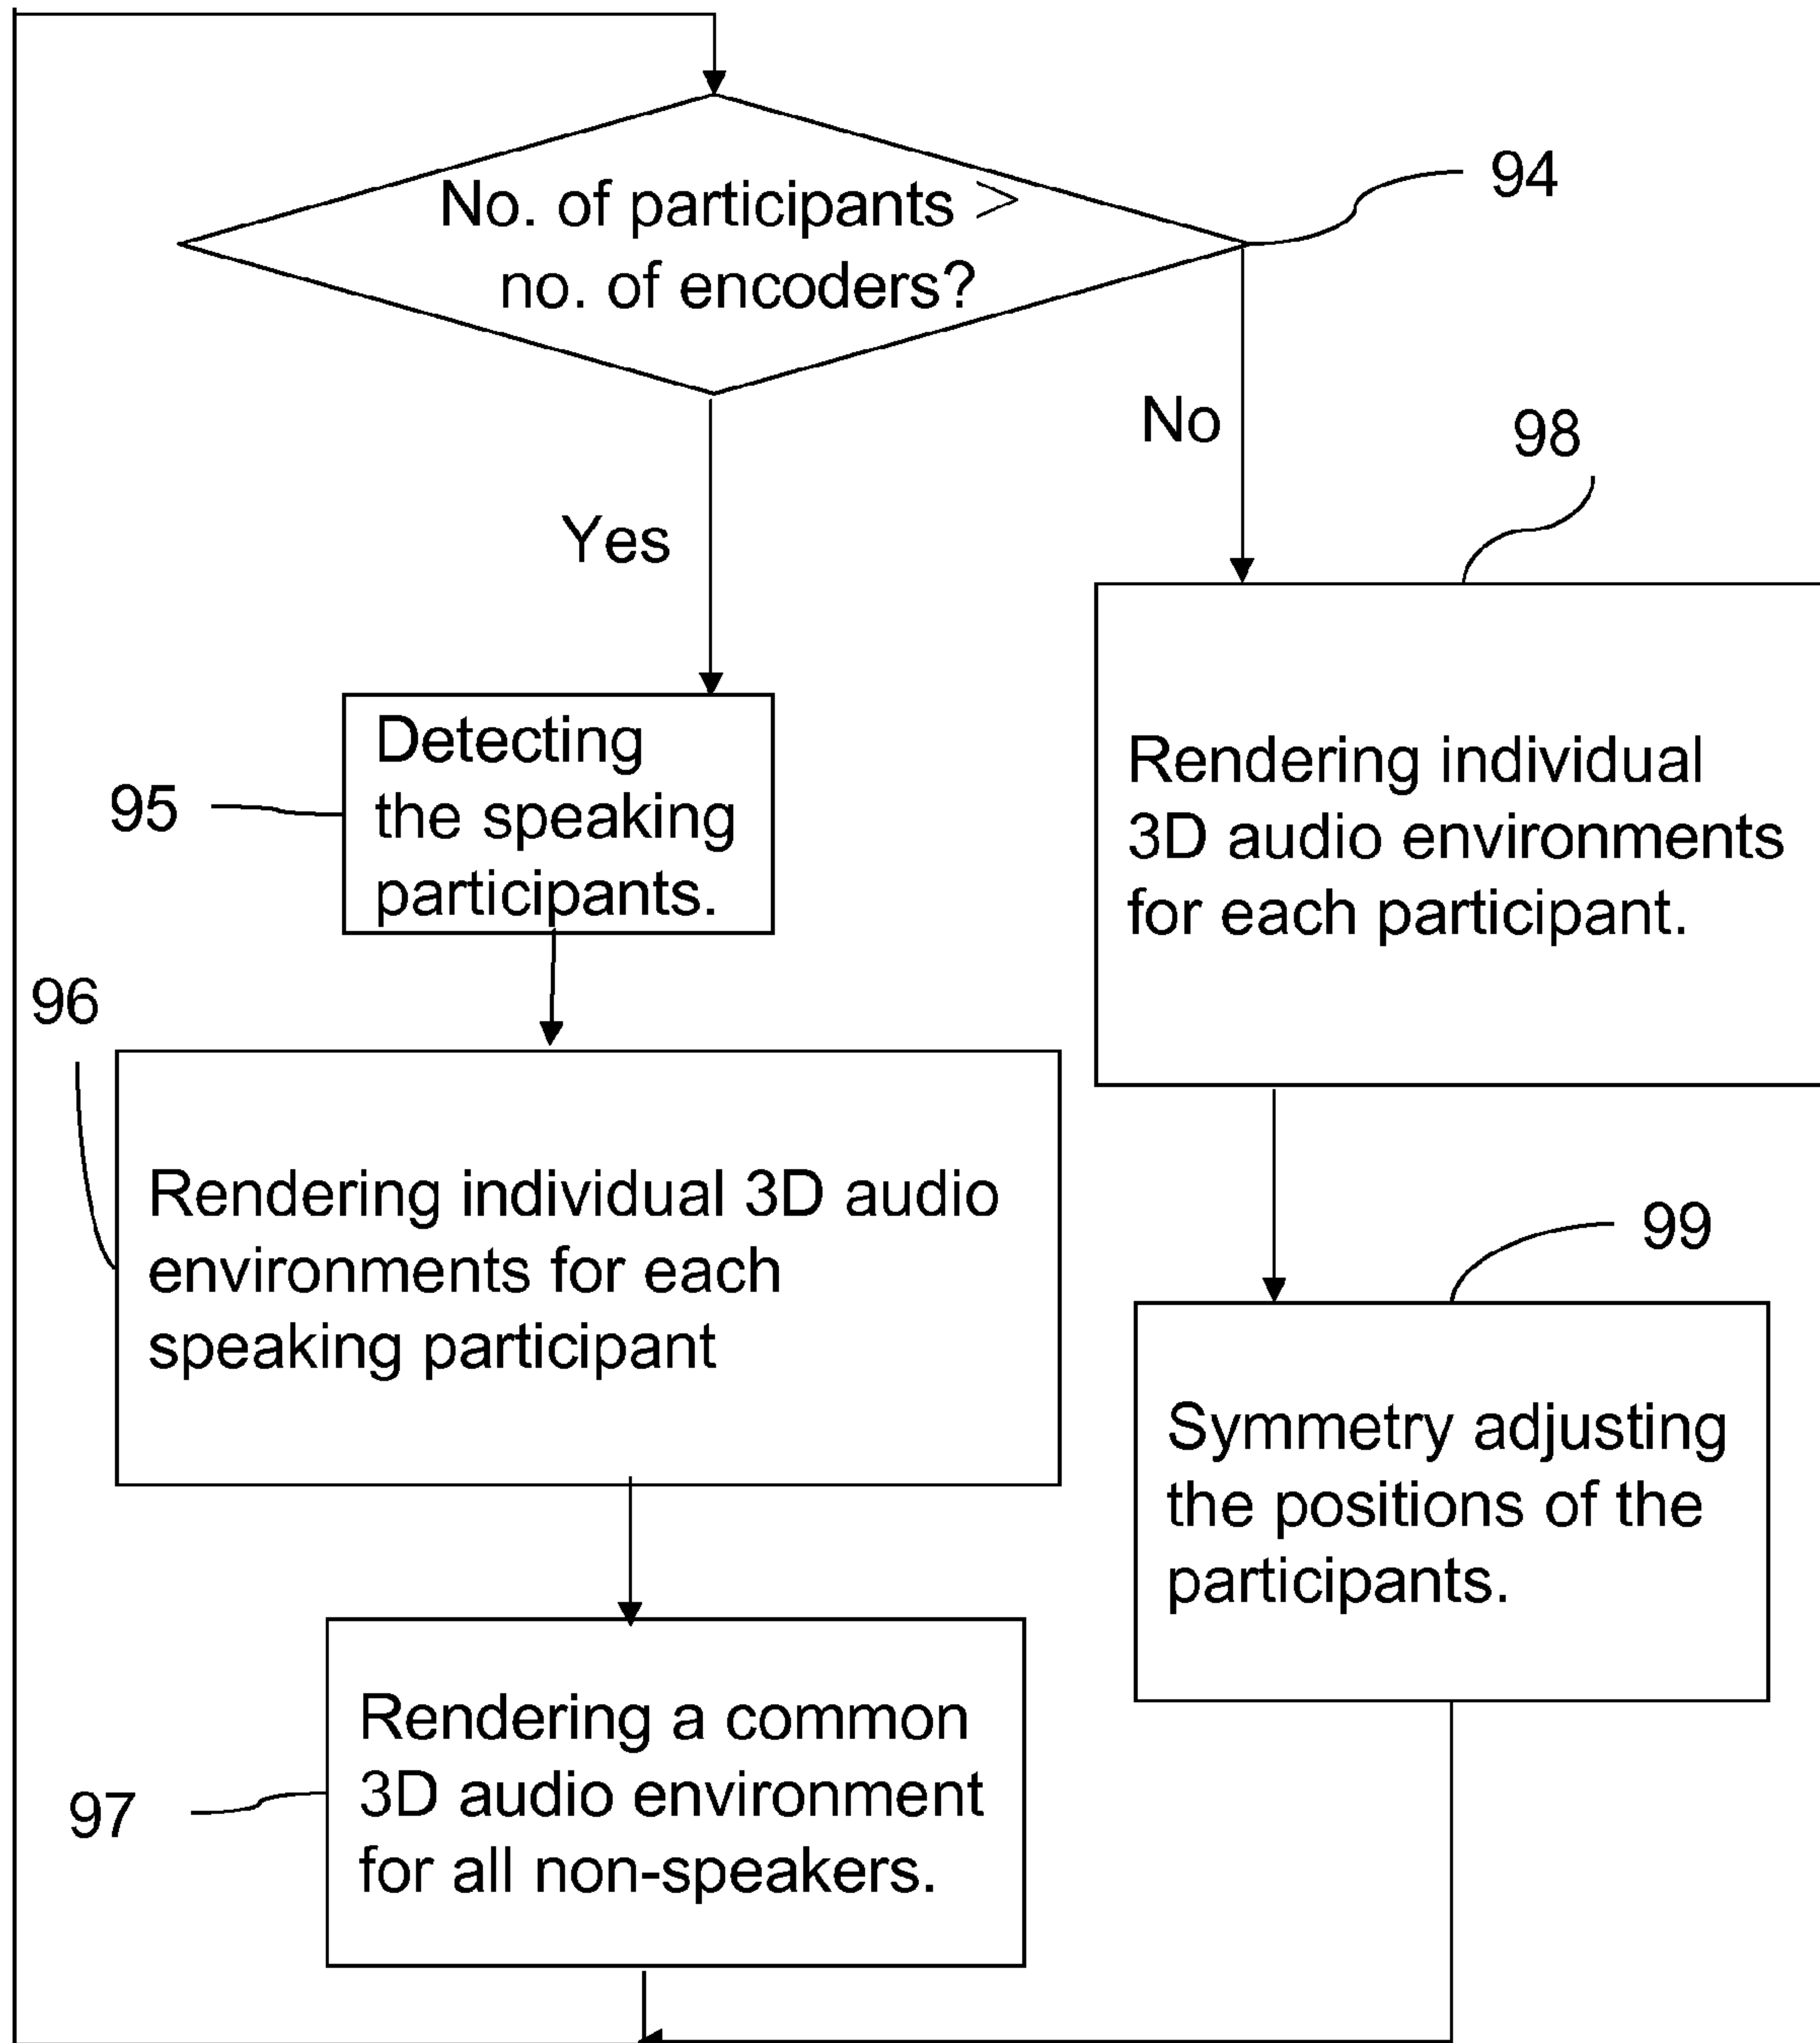 No. of participants >
no. of encoders?
94
No
98
Yes
Detecting
the speaking
participants.
95
Rendering individual
3D audio environments
for each participant.
96
Rendering individual 3D audio
environments for each
speaking participant
99
Symmetry adjusting
the positions of the
participants.
Rendering a common
3D audio environment
for all non-speakers.
97